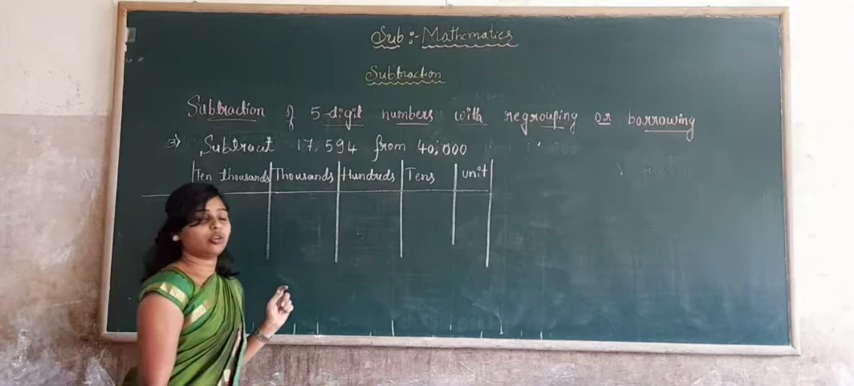 Sub :- Mathematics
Subtraction
Subtraction of 5-digit numbers with regrouping or borrowing
3) Subtract 17,594 from 40,000
Ten thousands Thousands Hundreds Tens unit